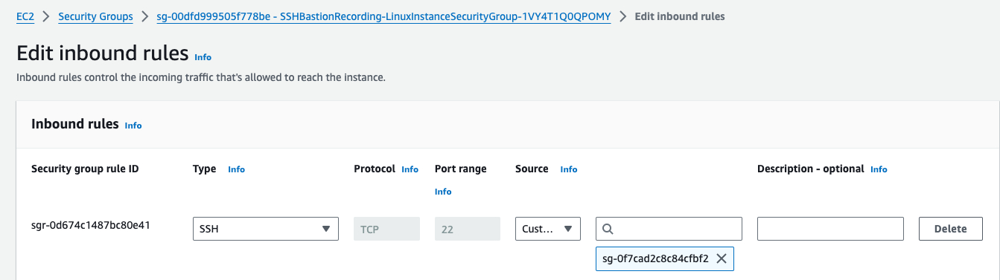 EC2 > Security Groups > sg-00dfd999505f778be - SSHBastionRecording-LinuxInstanceSecurityGroup-1VY4T1Q0QPOMY > Edit inbound rules
Edit inbound rules Info
Inbound rules control the incoming traffic that's allowed to reach the instance.
Inbound rules Info
Security group rule ID Type Info Protocol Info Port range Source Info Description - optional Info
Info
sgr-0d674c1487bc80e41 SSH TCP 22 Cust... Delete
sg-0f7cad2c8c84cfbf2